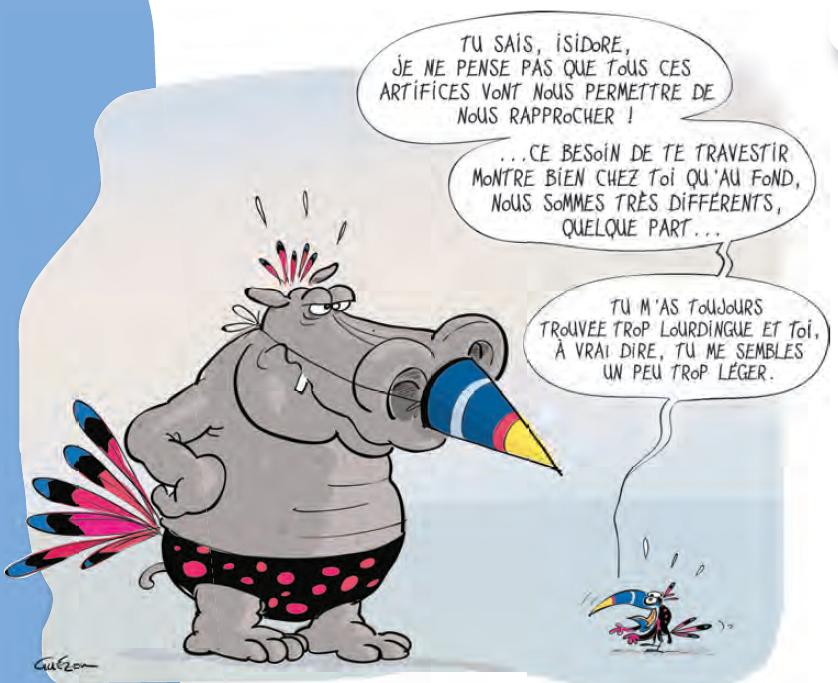 TU SAIS, ISIDORE,
JE NE PENSE PAS QUE TOUS CES
ARTIFICES VONT NOUS PERMETTRE DE
NOUS RAPPROCHER !
...CE BESOIN DE TE TRAVESTIR
MONTRE BIEN CHEZ TOI QU'AU FOND,
NOUS SOMMES TRÈS DIFFÉRENTS,
QUELQUE PART...
TU M'AS TOUJOURS
TROUVEE TROP LOURDINGUE ET TOI,
À VRAI DIRE, TU ME SEMBLES
UN PEU TROP LÉGER.
GUÉZOU